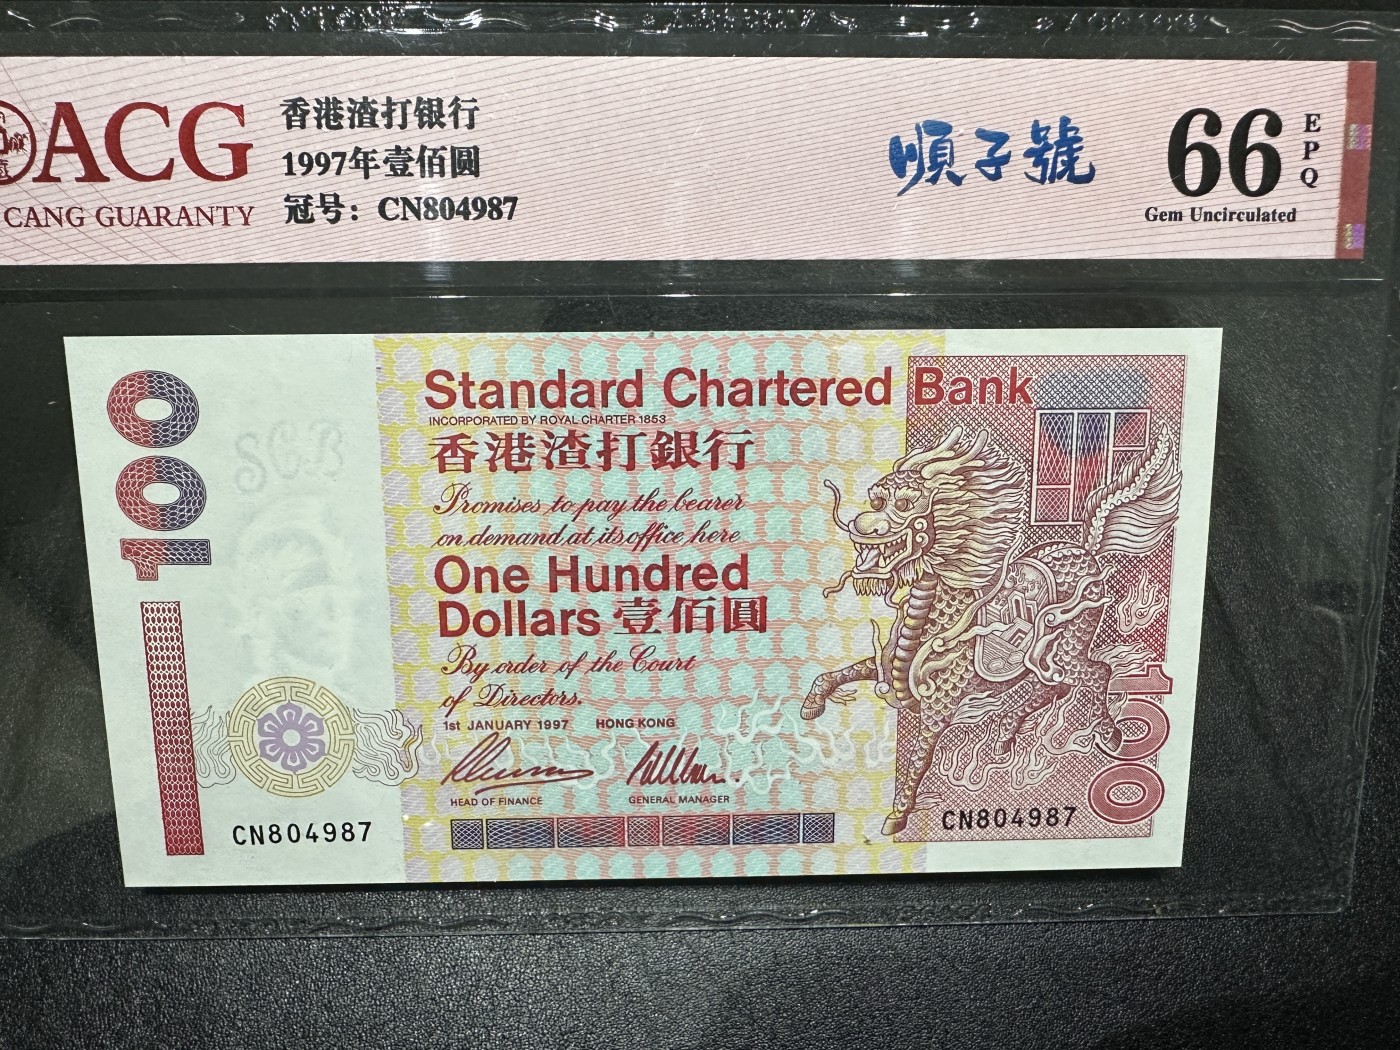 ACG
CANG GUARANTY
香港渣打银行
1997年壹佰圆
冠号：CN804987
順子號
66
EPQ
Gem Uncirculated
100
SCB
Standard Chartered Bank
INCORPORATED BY ROYAL CHARTER 1853
香港渣打銀行
Promises to pay the bearer
on demand at its office here
One Hundred
Dollars 壹佰圓
By order of the Court
of Directors.
1st JANUARY 1997 HONG KONG
HEAD OF FINANCE GENERAL MANAGER
CN804987
CN804987
100